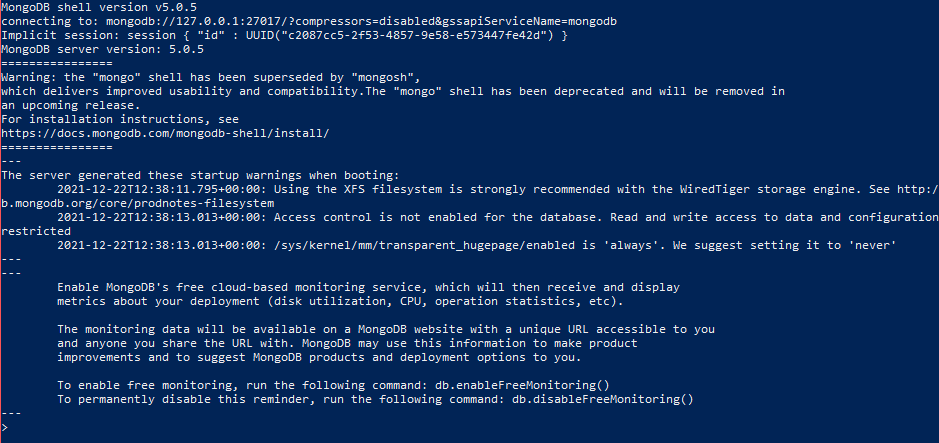 MongoDB shell version v5.0.5
connecting to: mongodb://127.0.0.1:27017/?compressors=disabled&gssapiServiceName=mongodb
Implicit session: session { "id" : UUID("c2087cc5-2f53-4857-9e58-e573447fe42d") }
MongoDB server version: 5.0.5
================
Warning: the "mongo" shell has been superseded by "mongosh",
which delivers improved usability and compatibility.The "mongo" shell has been deprecated and will be removed in
an upcoming release.
For installation instructions, see
https://docs.mongodb.com/mongodb-shell/install/
================
---
The server generated these startup warnings when booting:
2021-12-22T12:38:11.795+00:00: Using the XFS filesystem is strongly recommended with the WiredTiger storage engine. See http:/
b.mongodb.org/core/prodnotes-filesystem
2021-12-22T12:38:13.013+00:00: Access control is not enabled for the database. Read and write access to data and configuration
restricted
2021-12-22T12:38:13.013+00:00: /sys/kernel/mm/transparent_hugepage/enabled is 'always'. We suggest setting it to 'never'
---
---
Enable MongoDB's free cloud-based monitoring service, which will then receive and display
metrics about your deployment (disk utilization, CPU, operation statistics, etc).
The monitoring data will be available on a MongoDB website with a unique URL accessible to you
and anyone you share the URL with. MongoDB may use this information to make product
improvements and to suggest MongoDB products and deployment options to you.
To enable free monitoring, run the following command: db.enableFreeMonitoring()
To permanently disable this reminder, run the following command: db.disableFreeMonitoring()
---
>